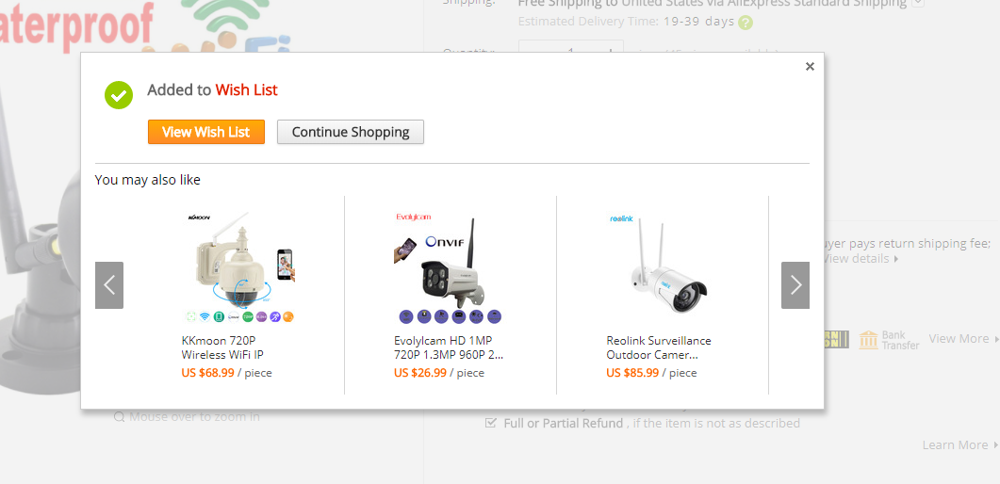 aterproof
Shipping:
Free Shipping to United States via AliExpress Standard Shipping
Estimated Delivery Time: 19-39 days ?
Quantity:
1
Added to Wish List
View Wish List
Continue Shopping
You may also like
KKMOON
Evolylcam
ONVIF
reolink
KKmoon 720P
Wireless WiFi IP
US $68.99 / piece
Evolylcam HD 1MP
720P 1.3MP 960P 2...
US $26.99 / piece
Reolink Surveillance
Outdoor Camer...
US $85.99 / piece
uyer pays return shipping fee;
View details
Bank
Transfer
View More
Mouse over to zoom in
Full or Partial Refund , if the item is not as described
Learn More